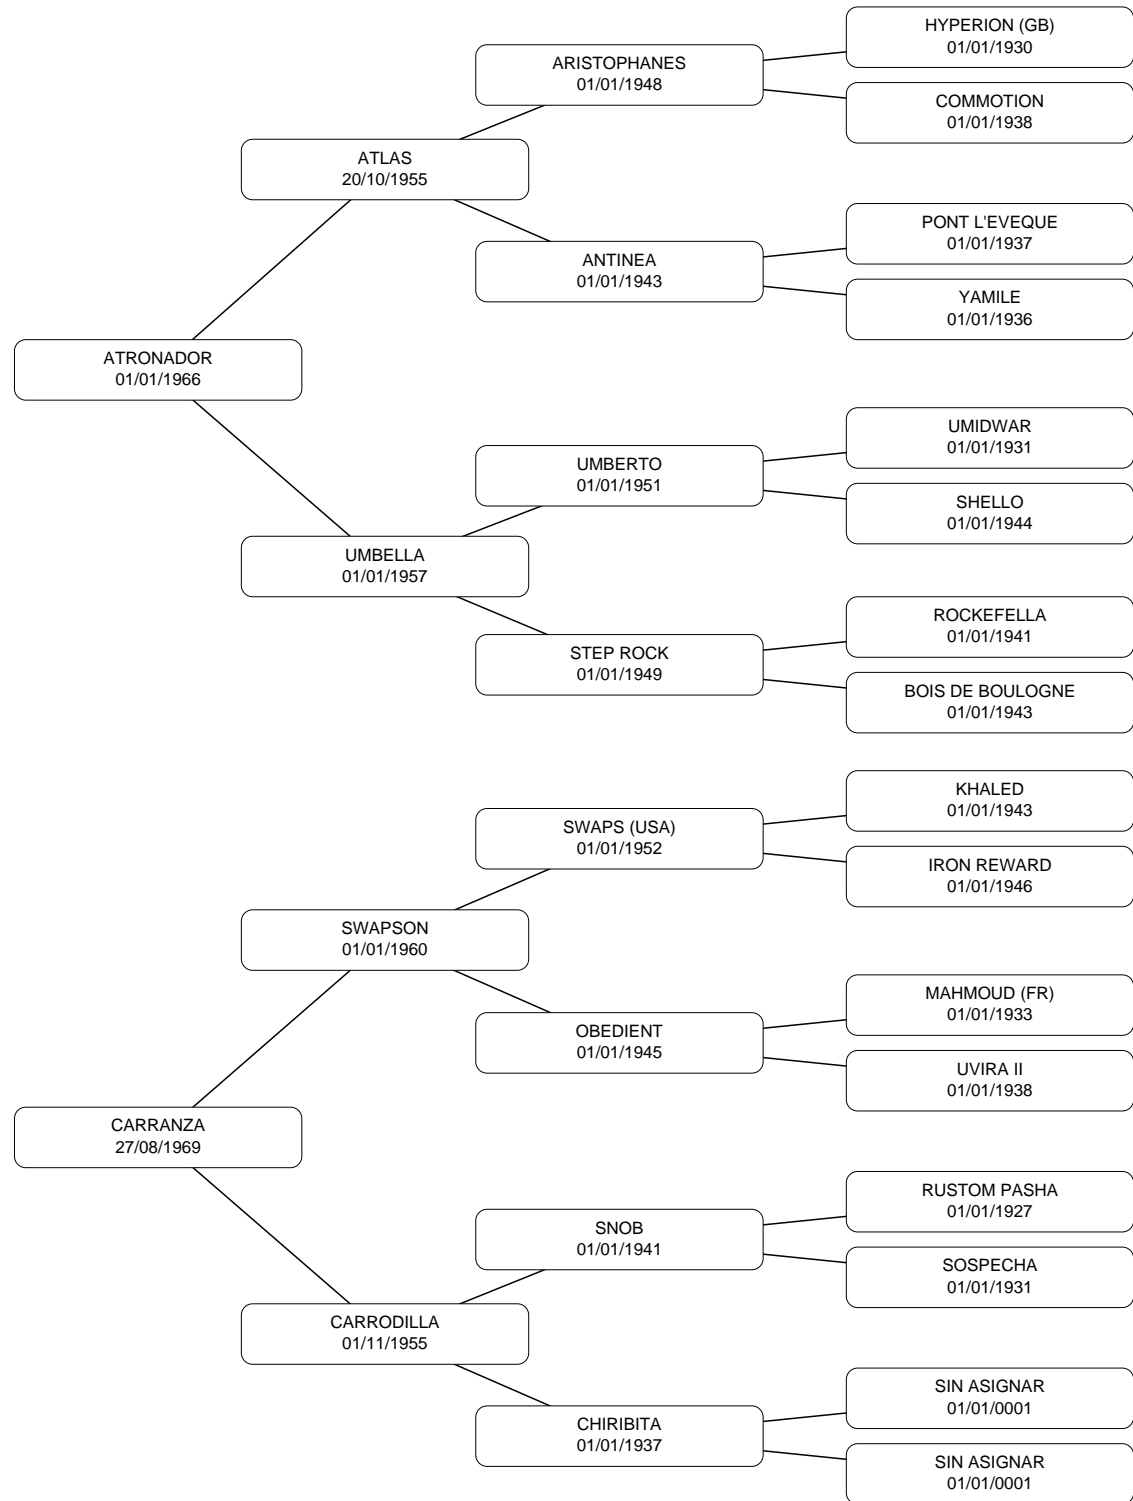 HYPERION (GB)
01/01/1930
ARISTOPHANES
01/01/1948
COMMOTION
01/01/1938
ATLAS
20/10/1955
PONT L'EVEQUE
01/01/1937
ANTINEA
01/01/1943
YAMILE
01/01/1936
ATRONADOR
01/01/1966
UMIDWAR
01/01/1931
UMBERTO
01/01/1951
SHELLO
01/01/1944
UMBELLA
01/01/1957
ROCKEFELLA
01/01/1941
STEP ROCK
01/01/1949
BOIS DE BOULOGNE
01/01/1943
KHALED
01/01/1943
SWAPS (USA)
01/01/1952
IRON REWARD
01/01/1946
SWAPSON
01/01/1960
MAHMOUD (FR)
01/01/1933
OBEDIENT
01/01/1945
UVIRA II
01/01/1938
CARRANZA
27/08/1969
RUSTOM PASHA
01/01/1927
SNOB
01/01/1941
SOSPECHA
01/01/1931
CARRODILLA
01/11/1955
SIN ASIGNAR
01/01/0001
CHIRIBITA
01/01/1937
SIN ASIGNAR
01/01/0001